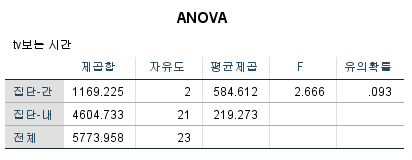 ANOVA
tv보는 시간
제곱합 자유도 평균제곱 F 유의확률
집단-간 1169.225 2 584.612 2.666 .093
집단-내 4604.733 21 219.273
전체 5773.958 23